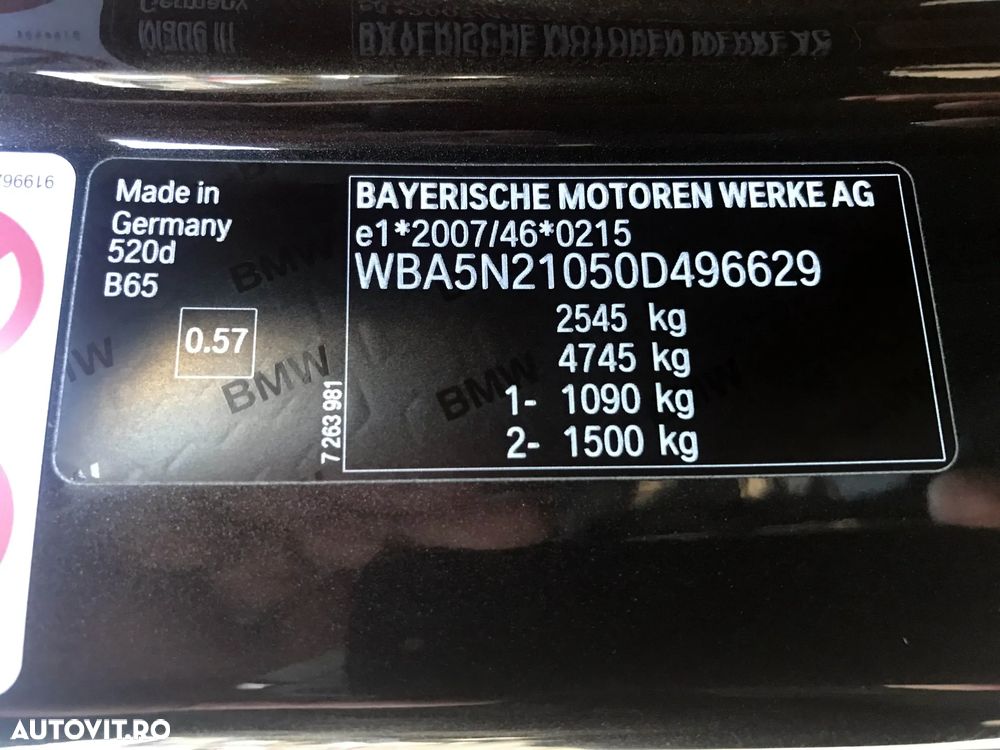 Made in
Germany
520d
B65
0.57
7 263 981
BAYERISCHE MOTOREN WERKE AG
e1*2007/46*0215
WBA5N21050D496629
2545 kg
4745 kg
1- 1090 kg
2- 1500 kg
BMW
BMW
BMW
BMW
AUTOVIT.RO